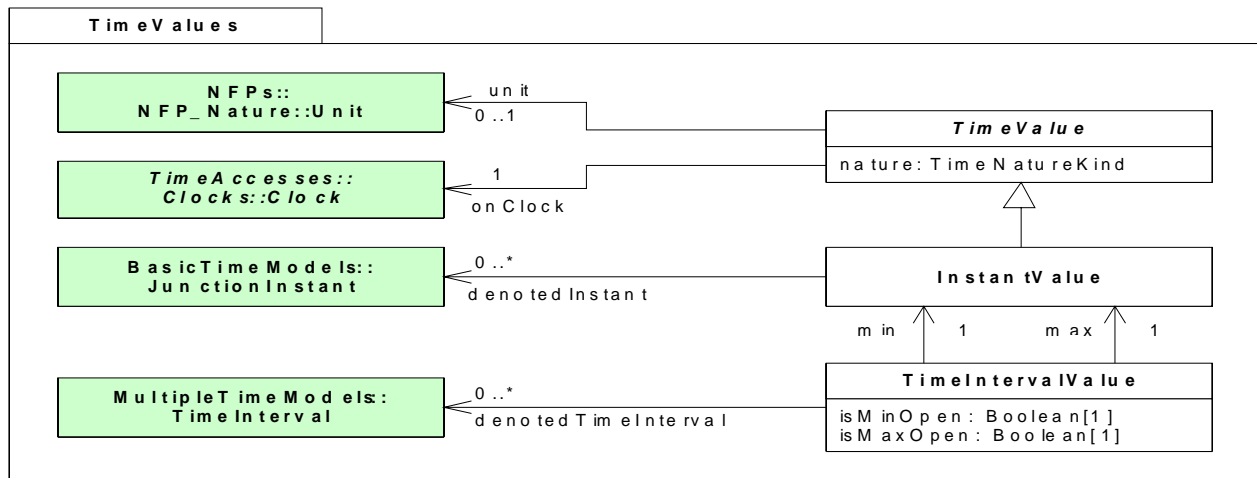 TimeValues
NFPs::
NFP_Nature::Unit
unit
0..1
TimeValue
nature: TimeNatureKind
TimeAccesses::
Clocks::Clock
1
onClock
BasicTimeModels::
JunctionInstant
0..*
denotedInstant
InstantValue
min 1 max 1
MultipleTimeModels::
TimeInterval
0..*
denotedTimeInterval
TimeIntervalValue
isMinOpen: Boolean[1]
isMaxOpen: Boolean[1]